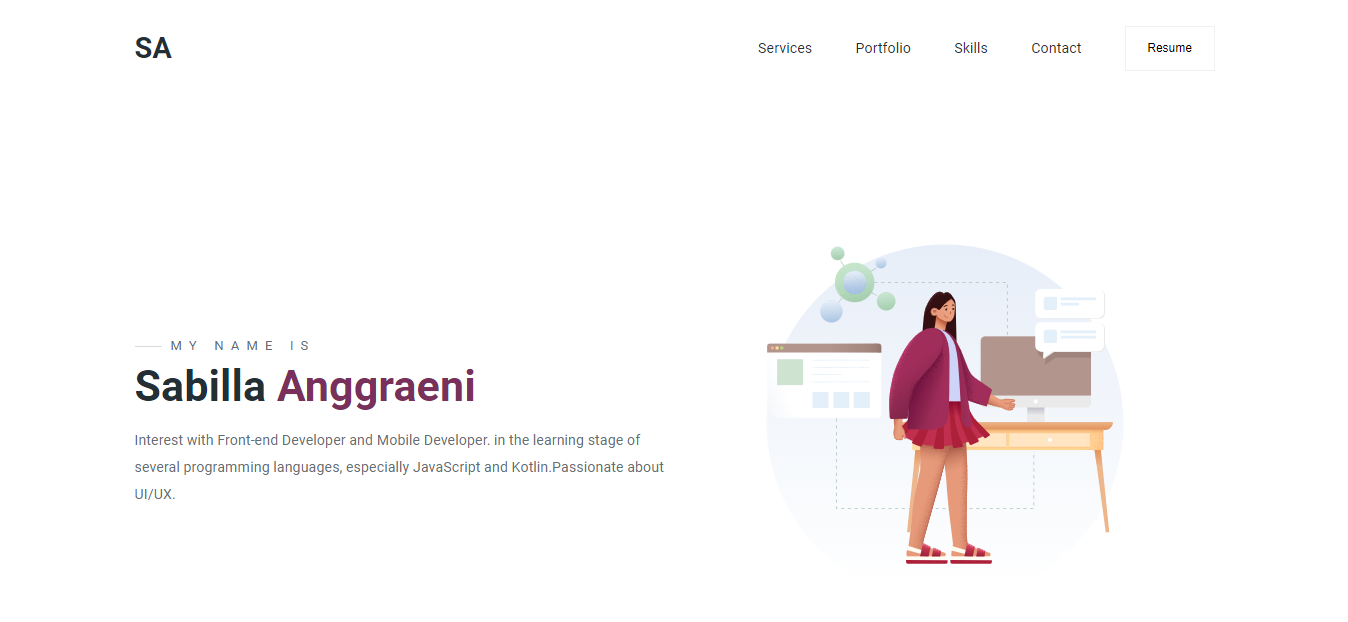 SA
Services Portfolio Skills Contact Resume
MY NAME IS
Sabilla Anggraeni
Interest with Front-end Developer and Mobile Developer. in the learning stage of
several programming languages, especially JavaScript and Kotlin.Passionate about
UI/UX.